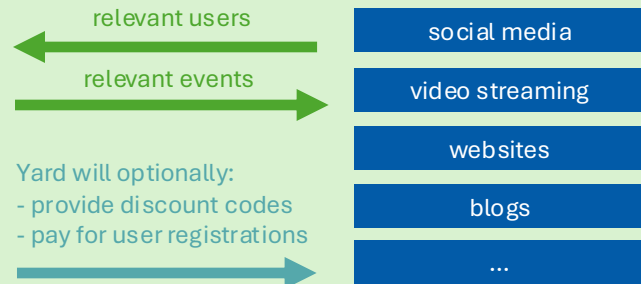 relevant users
relevant events
Yard will optionally:
- provide discount codes
- pay for user registrations
social media
video streaming
websites
blogs
...